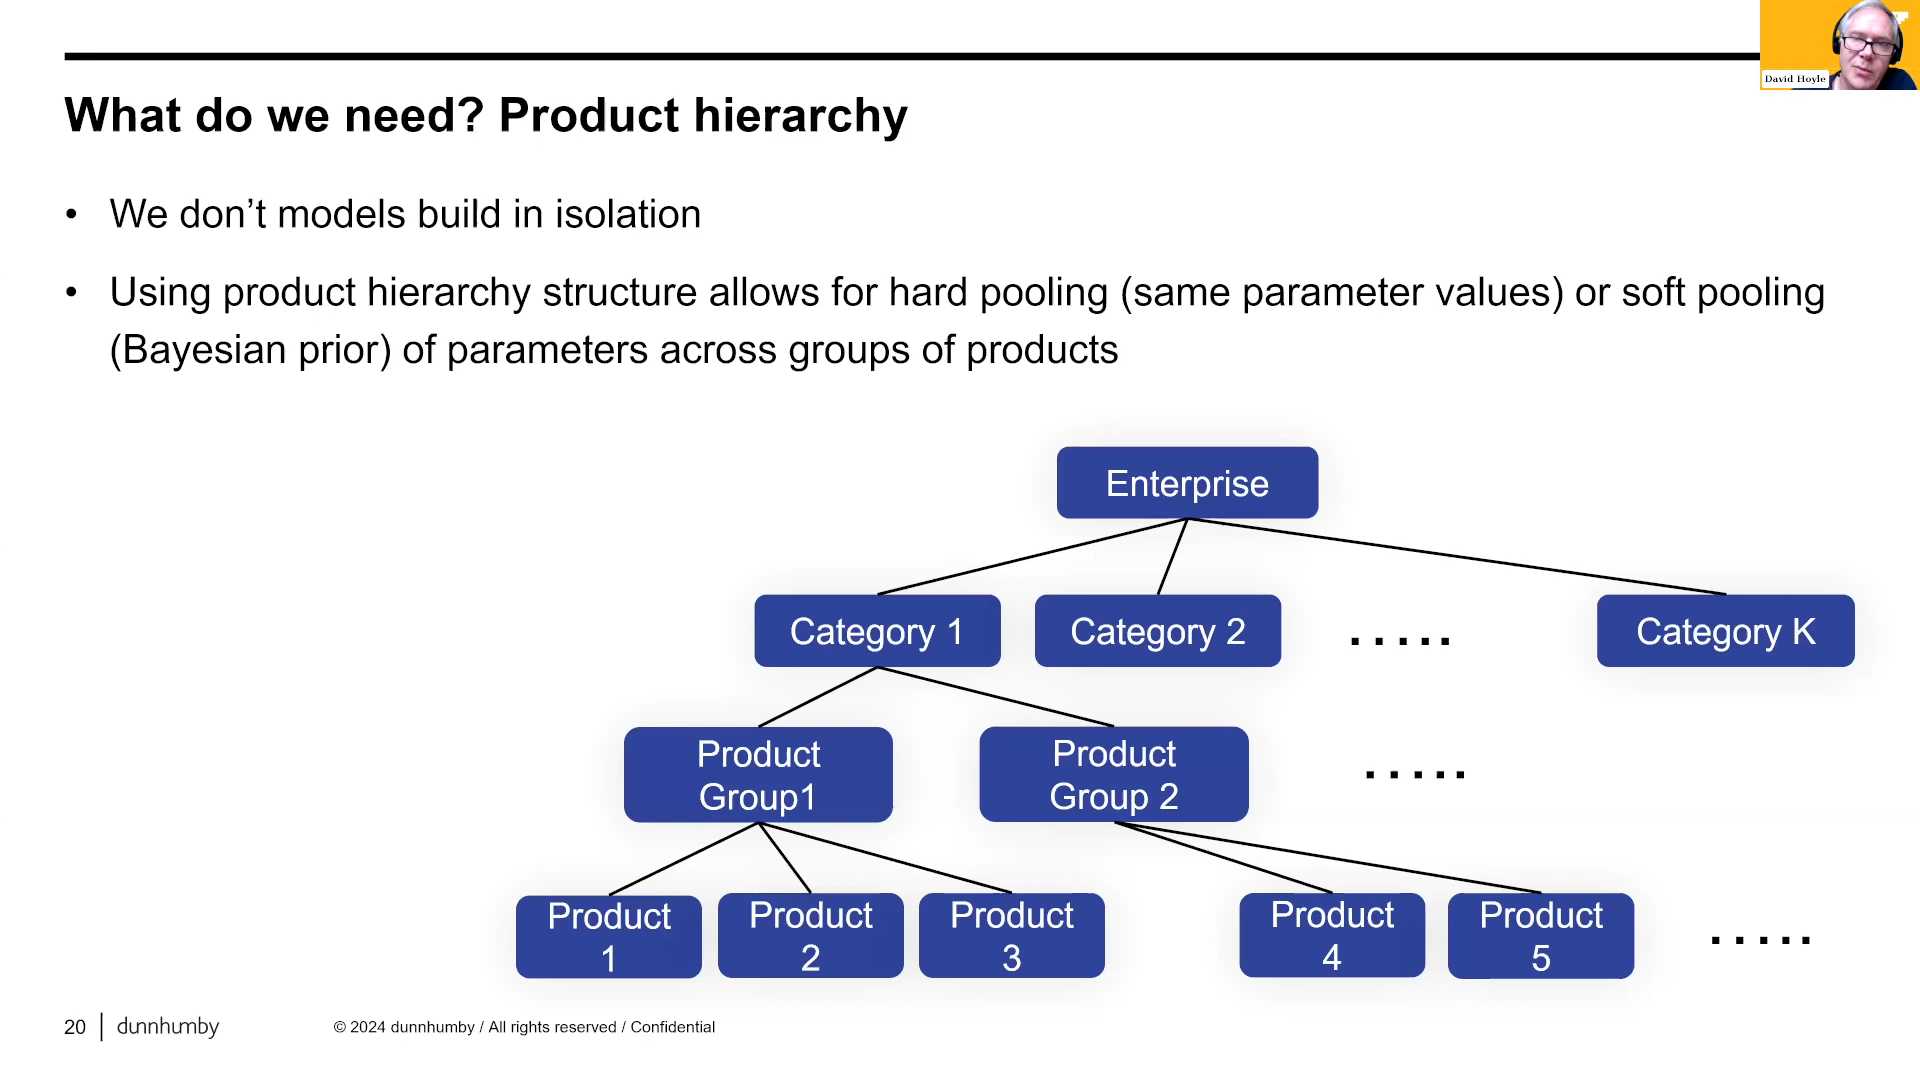 David Hoyle
What do we need? Product hierarchy
• We don’t models build in isolation
• Using product hierarchy structure allows for hard pooling (same parameter values) or soft pooling
(Bayesian prior) of parameters across groups of products
Enterprise
Category 1
Category 2
.....
Category K
Product
Group1
Product
Group 2
.....
Product
1
Product
2
Product
3
Product
4
Product
5
.....
20 | dunnhumby
© 2024 dunnhumby / All rights reserved / Confidential